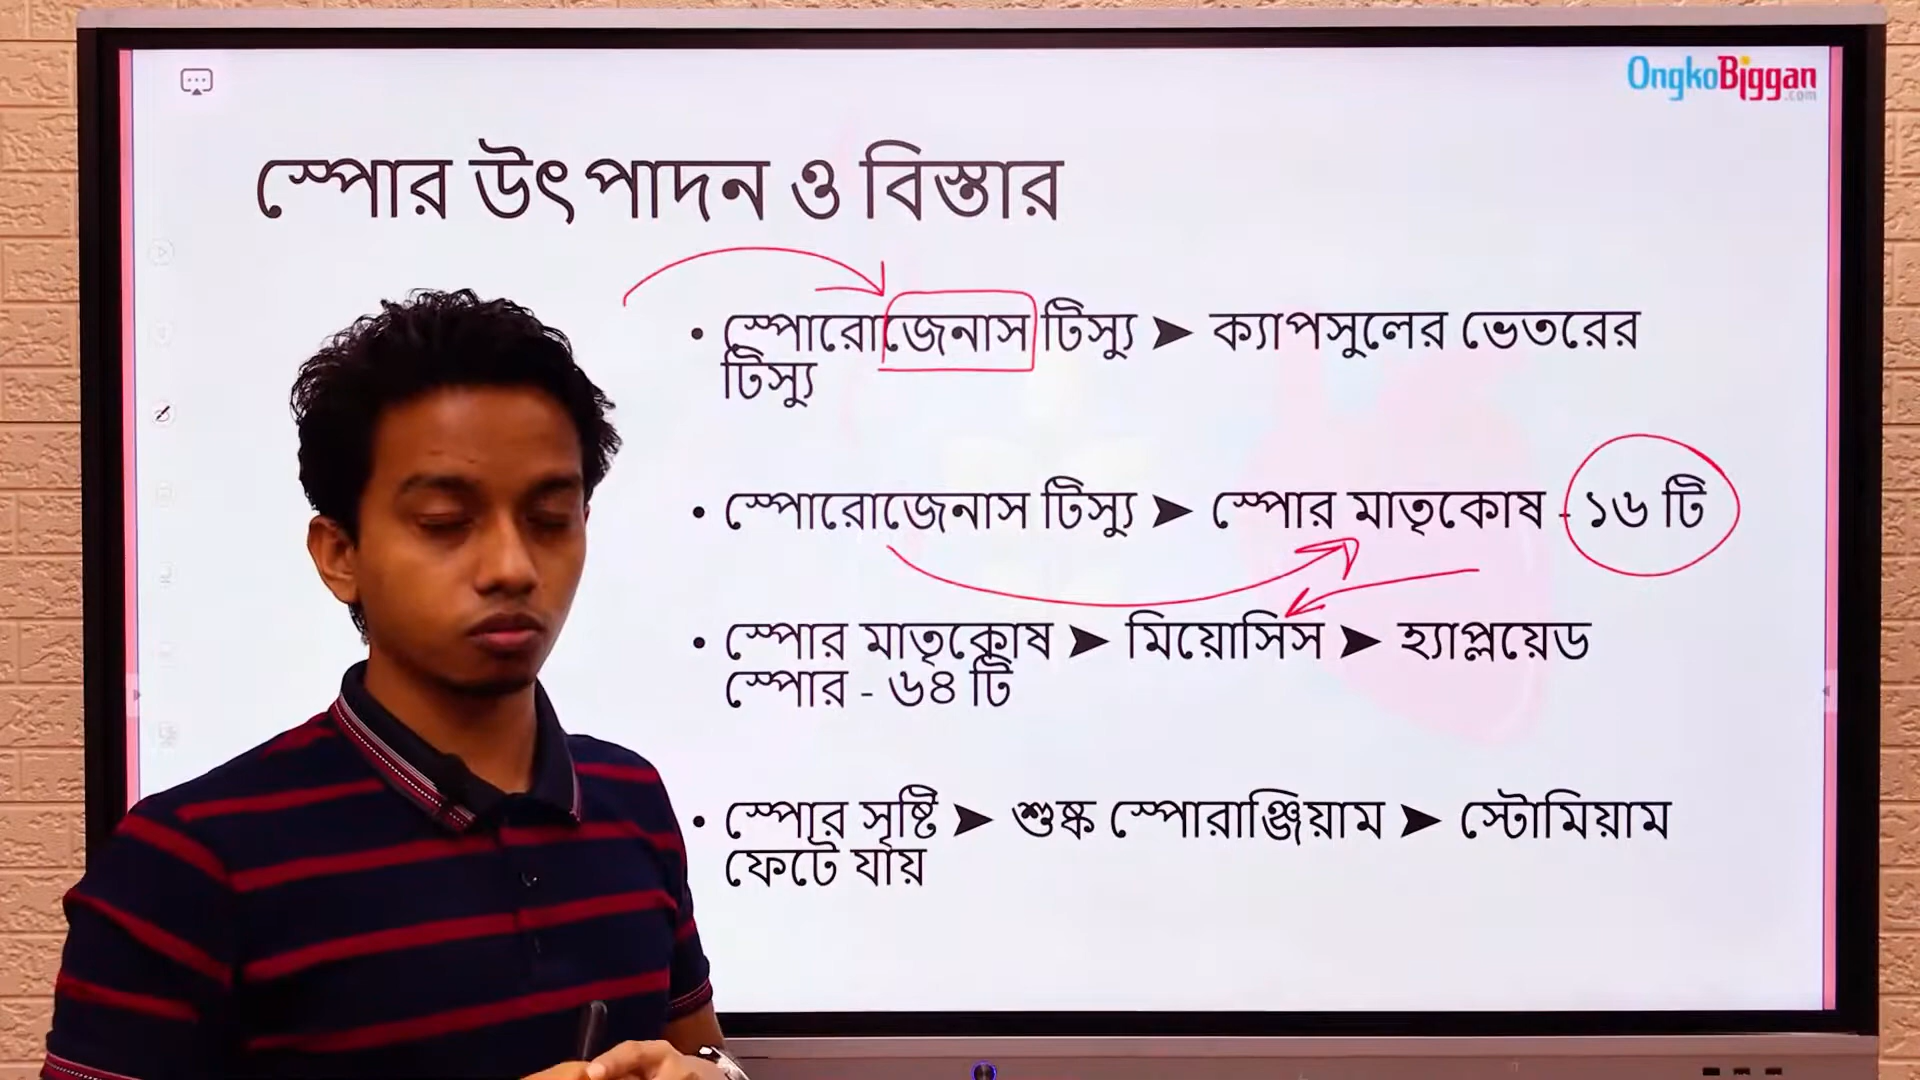 OngkoBiggan
.com
স্পোর উৎপাদন ও বিস্তার
• স্পোরোজেনাস টিস্যু ➤ ক্যাপসুলের ভেতরের
টিস্যু
• স্পোরোজেনাস টিস্যু ➤ স্পোর মাতৃকোষ - ১৬ টি
• স্পোর মাতৃকোষ ➤ মিয়োসিস ➤ হ্যাপ্লয়েড
স্পোর - ৬৪ টি
• স্পোর সৃষ্টি ➤ শুষ্ক স্পোরাঞ্জিয়াম ➤ স্টোমিয়াম
ফেটে যায়